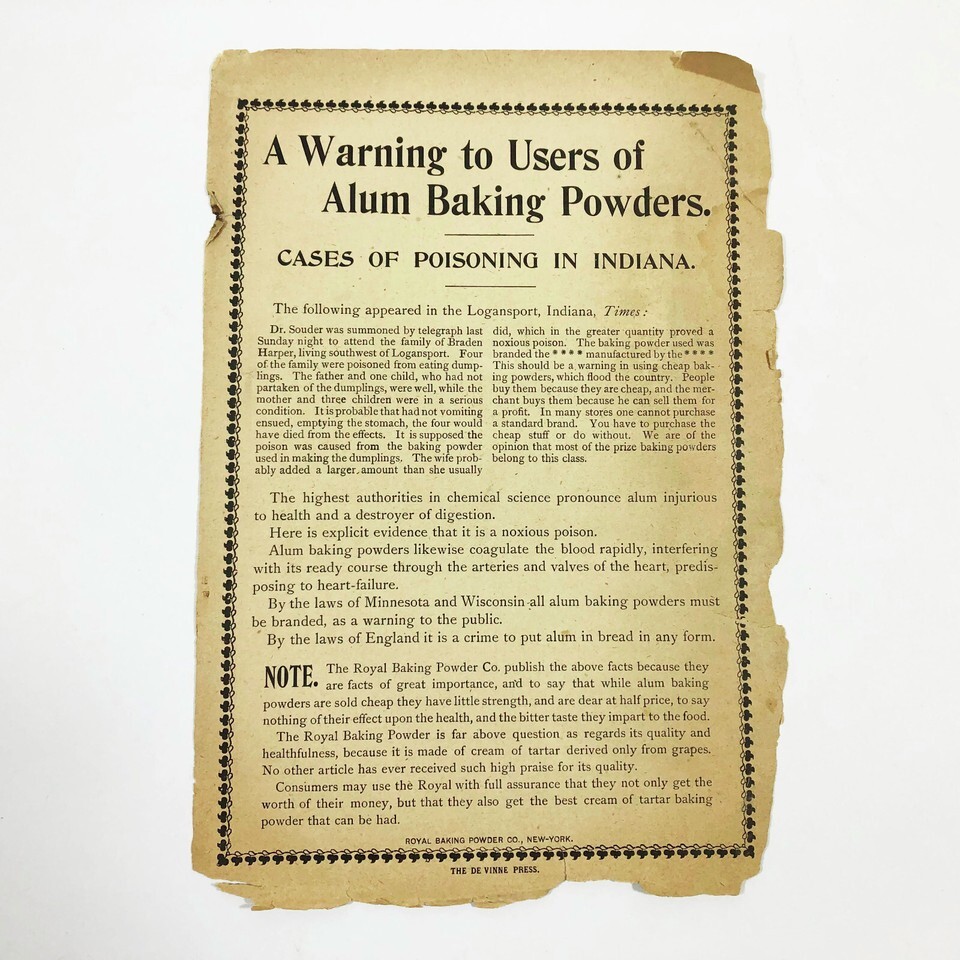 A Warning to Users of
Alum Baking Powders.
CASES OF POISONING IN INDIANA.
The following appeared in the Logansport, Indiana, Times:
Dr. Souder was summoned by telegraph last
Sunday night to attend the family of Braden
Harper, living southwest of Logansport. Four
of the family were poisoned from eating dump-
lings. The father and one child, who had not
partaken of the dumplings, were well, while the
mother and three children were in a serious
condition. It is probable that had not vomiting
ensued, emptying the stomach, the four would
have died from the effects. It is supposed the
poison was caused from the baking powder
used in making the dumplings. The wife prob-
ably added a larger amount than she usually
did, which in the greater quantity proved a
noxious poison. The baking powder used was
branded the * * * * manufactured by the * * * *
This should be a warning in using cheap bak-
ing powders, which flood the country. People
buy them because they are cheap, and the mer-
chant buys them because he can sell them for
a profit. In many stores one cannot purchase
a standard brand. You have to purchase the
cheap stuff or do without. We are of the
opinion that most of the prize baking powders
belong to this class.
The highest authorities in chemical science pronounce alum injurious
to health and a destroyer of digestion.
Here is explicit evidence that it is a noxious poison.
Alum baking powders likewise coagulate the blood rapidly, interfering
with its ready course through the arteries and valves of the heart, predis-
posing to heart-failure.
By the laws of Minnesota and Wisconsin all alum baking powders must
be branded, as a warning to the public.
By the laws of England it is a crime to put alum in bread in any form.
NOTE. The Royal Baking Powder Co. publish the above facts because they
are facts of great importance, and to say that while alum baking
powders are sold cheap they have little strength, and are dear at half price, to say
nothing of their effect upon the health, and the bitter taste they impart to the food.
The Royal Baking Powder is far above question as regards its quality and
healthfulness, because it is made of cream of tartar derived only from grapes.
No other article has ever received such high praise for its quality.
Consumers may use the Royal with full assurance that they not only get the
worth of their money, but that they also get the best cream of tartar baking
powder that can be had.
ROYAL BAKING POWDER CO., NEW-YORK.
THE DE VINNE PRESS.